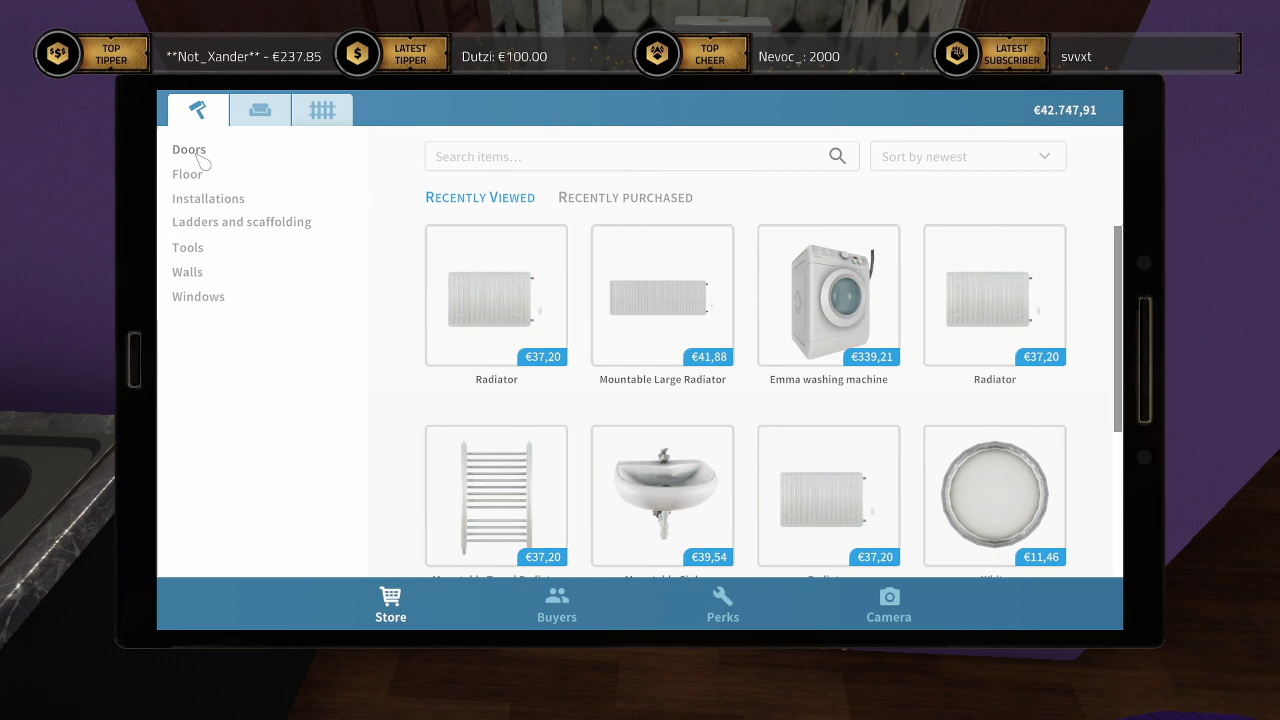 TOP TIPPER
**Not_Xander** - €237.85
LATEST TIPPER
Dutzi: €100.00
TOP CHEER
Nevoc_: 2000
LATEST SUBSCRIBER
svvxt
€42.747,91
Doors
Floor
Installations
Ladders and scaffolding
Tools
Walls
Windows
Search items...
Sort by newest
RECENTLY VIEWED
RECENTLY PURCHASED
€37,20
€41,88
€339,21
€37,20
Radiator
Mountable Large Radiator
Emma washing machine
Radiator
€37,20
€39,54
€37,20
€11,46
Store
Buyers
Perks
Camera